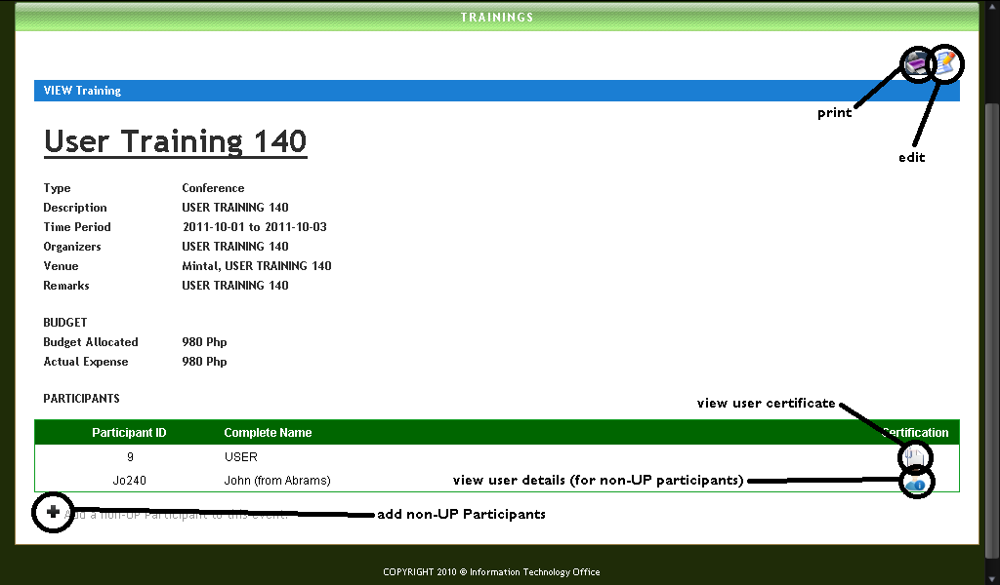 TRAININGS
VIEW Training
print
edit
User Training 140
Type Conference
Description USER TRAINING 140
Time Period 2011-10-01 to 2011-10-03
Organizers USER TRAINING 140
Venue Mintal, USER TRAINING 140
Remarks USER TRAINING 140
BUDGET
Budget Allocated 980 Php
Actual Expense 980 Php
PARTICIPANTS
view user certificate
Participant ID Complete Name Certification
9 USER
Jo240 John (from Abrams)
view user details (for non-UP participants)
Add a non-UP Participant to this event.
add non-UP Participants
COPYRIGHT 2010 © Information Technology Office